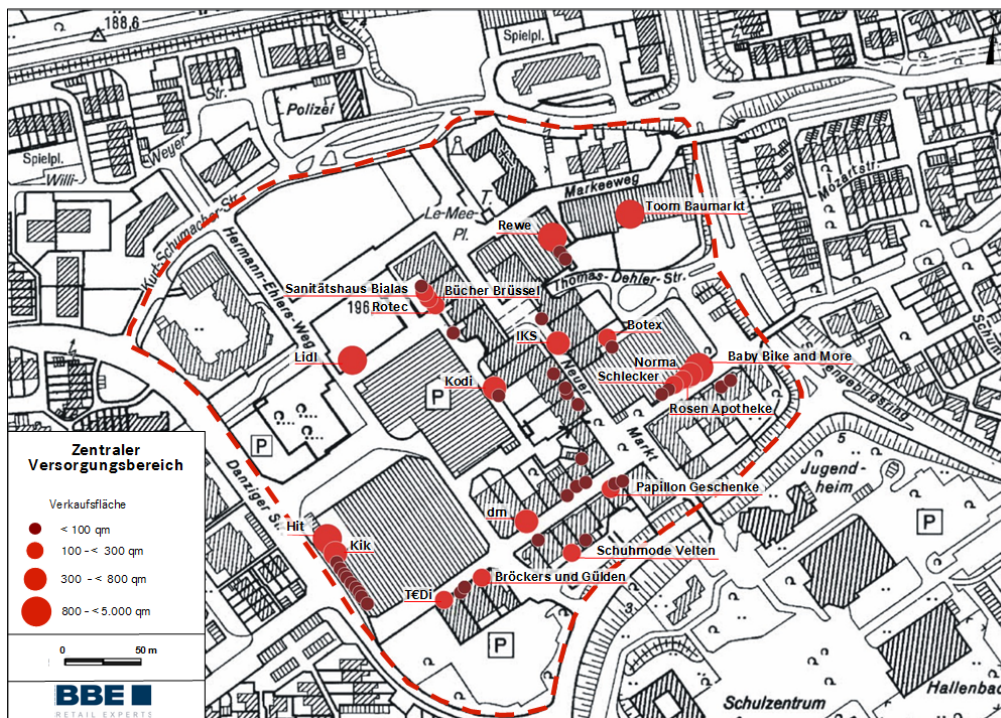 188,6
4
Spielpl.
Str.
Polizei
Weyer
Spielpl.
Willi-
Kurt-Schumacher-Str.
Hermann-Ehlers-Weg
Markeeweg
Mozartstr.
T.
Le-Mee-
Pl.
Toom Baumarkt
Rewe
Thomas-Dehler-Str.
Sanitätshaus Bialas
Bücher Brüssel
Rotec
198
IKS
Botex
Lidl
Neuer
Norma
Baby Bike and More
Schlecker
Kodi
Rosen Apotheke
P
P
Markt
Jugend-
heim
5
Papillon Geschenke
Danziger
dm
P
Hit
Kik
Schuhmode Velten
Bröckers und Gülden
T€Di
3
P
Schulzentrum
Hallenbad
Zentraler
Versorgungsbereich
Verkaufsfläche
< 100 qm
100 - < 300 qm
300 - < 800 qm
800 - <5.000 qm
0 50 m
BBE
RETAIL EXPERTS